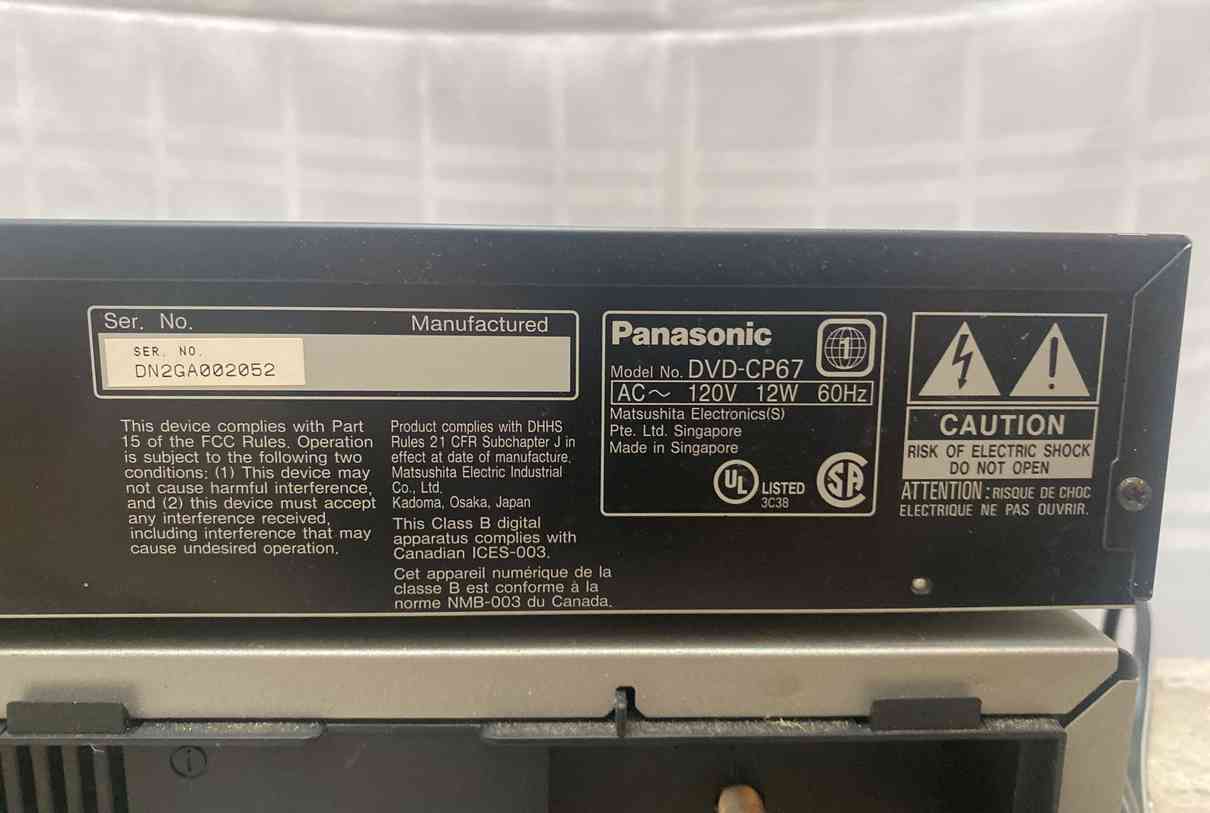 Ser. No.
Manufactured
SER. NO.
DN2GA002052
This device complies with Part
15 of the FCC Rules. Operation
is subject to the following two
conditions: (1) This device may
not cause harmful interference,
and (2) this device must accept
any interference received,
including interference that may
cause undesired operation.
Product complies with DHHS
Rules 21 CFR Subchapter J in
effect at date of manufacture.
Matsushita Electric Industrial
Co., Ltd.
Kadoma, Osaka, Japan
This Class B digital
apparatus complies with
Canadian ICES-003.
Cet appareil numérique de la
classe B est conforme à la
norme NMB-003 du Canada.
Panasonic
1
Model No. DVD-CP67
AC～ 120V 12W 60Hz
Matsushita Electronics(S)
Pte. Ltd. Singapore
Made in Singapore
UL LISTED
3C38
SA
!
CAUTION
RISK OF ELECTRIC SHOCK
DO NOT OPEN
ATTENTION : RISQUE DE CHOC
ELECTRIQUE NE PAS OUVRIR.